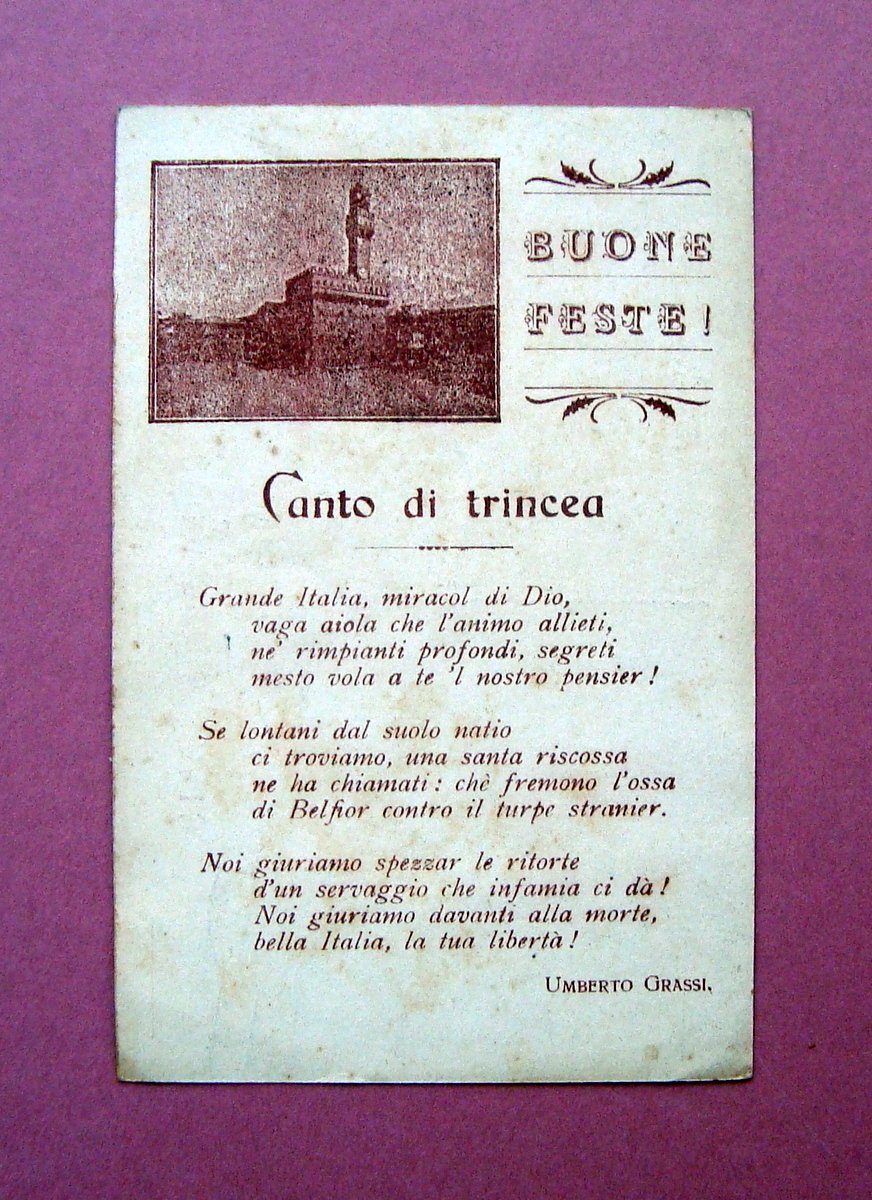 BUONE
FESTE!
Canto di trincea
Grande Italia, miracol di Dio,
vaga aiola che l'animo allieti,
ne' rimpianti profondi, segreti
mesto vola a te 'l nostro pensier!
Se lontani dal suolo natio
ci troviamo, una santa riscossa
ne ha chiamati: chè fremono l'ossa
di Belfior contro il turpe stranier.
Noi giuriamo spezzar le ritorte
d'un servaggio che infamia ci dà!
Noi giuriamo davanti alla morte,
bella Italia, la tua libertà!
UMBERTO GRASSI.